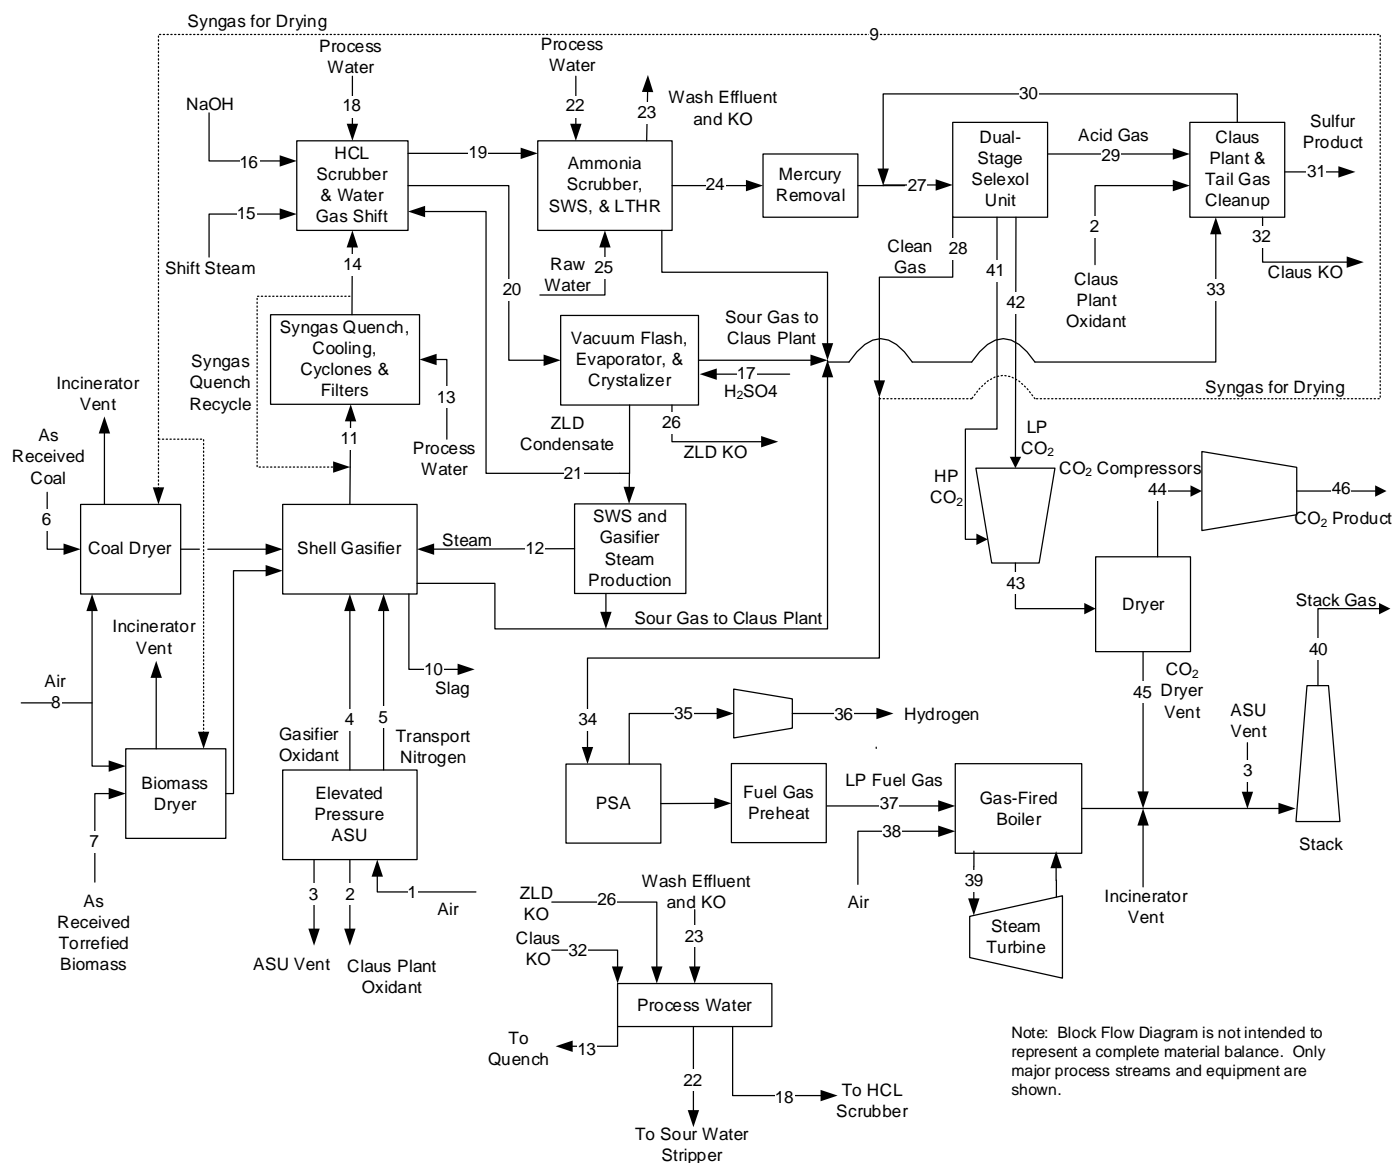 Syngas for Drying
9
Process
Water
18
NaOH
16
15
Shift Steam
HCL
Scrubber
& Water
Gas Shift
14
19
20
Process
Water
22
23
Wash Effluent
and KO
Ammonia
Scrubber,
SWS, & LTHR
24
Raw
Water
25
Mercury
Removal
27
30
Dual-
Stage
Selexol
Unit
Acid Gas
29
2
Claus
Plant
Oxidant
Claus
Plant &
Tail Gas
Cleanup
Sulfur
Product
31
32
Claus KO
33
Clean
Gas
28
41
42
Syngas
Quench
Recycle
Syngas Quench,
Cooling,
Cyclones &
Filters
13
Process
Water
11
Vacuum Flash,
Evaporator, &
Crystalizer
Sour Gas to
Claus Plant
17
H2SO4
ZLD
Condensate
26
ZLD KO
21
Syngas for Drying
Incinerator
Vent
As
Received
Coal
6
Coal Dryer
Shell Gasifier
Steam
12
SWS and
Gasifier
Steam
Production
Sour Gas to Claus Plant
LP
CO2
HP
CO2
CO2 Compressors
44
46
CO2 Product
43
Dryer
Stack Gas
40
Incinerator
Vent
Air
8
10
Slag
4
5
Gasifier
Oxidant
Transport
Nitrogen
34
35
36
Hydrogen
45
CO2
Dryer
Vent
ASU
Vent
3
Biomass
Dryer
7
As
Received
Torrefied
Biomass
Elevated
Pressure
ASU
3
2
1
Air
ASU Vent
Claus Plant
Oxidant
PSA
Fuel Gas
Preheat
LP Fuel Gas
37
38
Air
Gas-Fired
Boiler
39
Steam
Turbine
Incinerator
Vent
Stack
ZLD
KO
26
Wash Effluent
and KO
23
Claus
KO
32
Process Water
To
Quench
13
22
18
To HCL
Scrubber
To Sour Water
Stripper
Note: Block Flow Diagram is not intended to
represent a complete material balance. Only
major process streams and equipment are
shown.